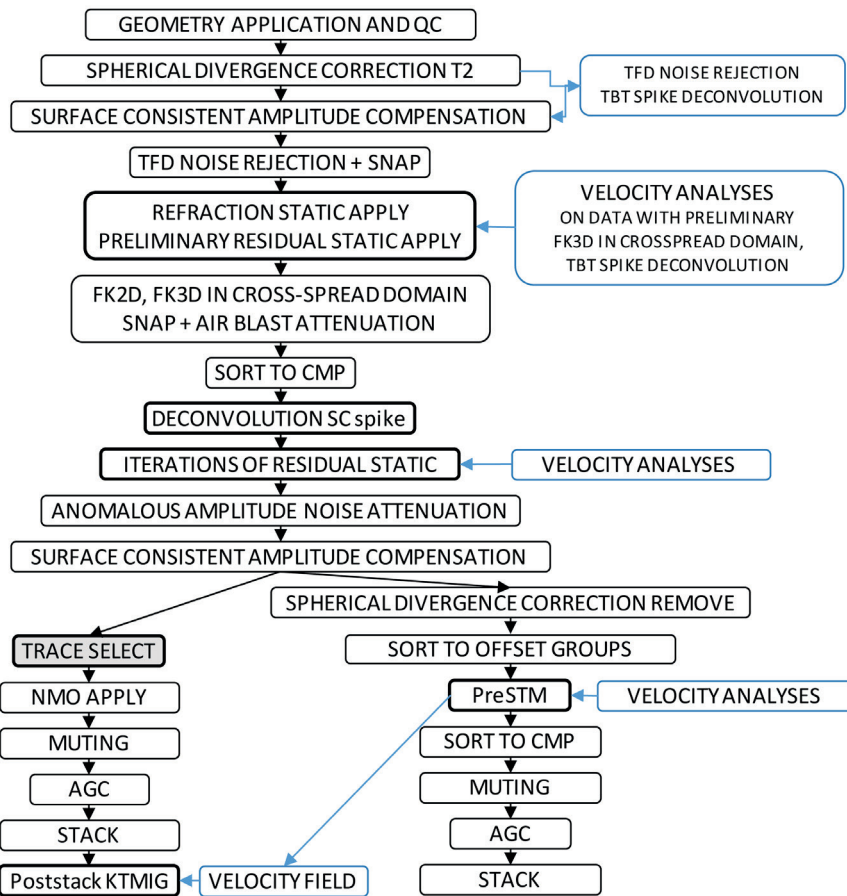 GEOMETRY APPLICATION AND QC
SPHERICAL DIVERGENCE CORRECTION T2
TFD NOISE REJECTION
TBT SPIKE DECONVOLUTION
SURFACE CONSISTENT AMPLITUDE COMPENSATION
TFD NOISE REJECTION + SNAP
REFRACTION STATIC APPLY
PRELIMINARY RESIDUAL STATIC APPLY
VELOCITY ANALYSES
ON DATA WITH PRELIMINARY
FK3D IN CROSSPREAD DOMAIN,
TBT SPIKE DECONVOLUTION
FK2D, FK3D IN CROSS-SPREAD DOMAIN
SNAP + AIR BLAST ATTENUATION
SORT TO CMP
DECONVOLUTION SC spike
ITERATIONS OF RESIDUAL STATIC
VELOCITY ANALYSES
ANOMALOUS AMPLITUDE NOISE ATTENUATION
SURFACE CONSISTENT AMPLITUDE COMPENSATION
TRACE SELECT
NMO APPLY
MUTING
AGC
STACK
Poststack KTMIG
SPHERICAL DIVERGENCE CORRECTION REMOVE
SORT TO OFFSET GROUPS
PreSTM
VELOCITY ANALYSES
SORT TO CMP
MUTING
AGC
STACK
VELOCITY FIELD